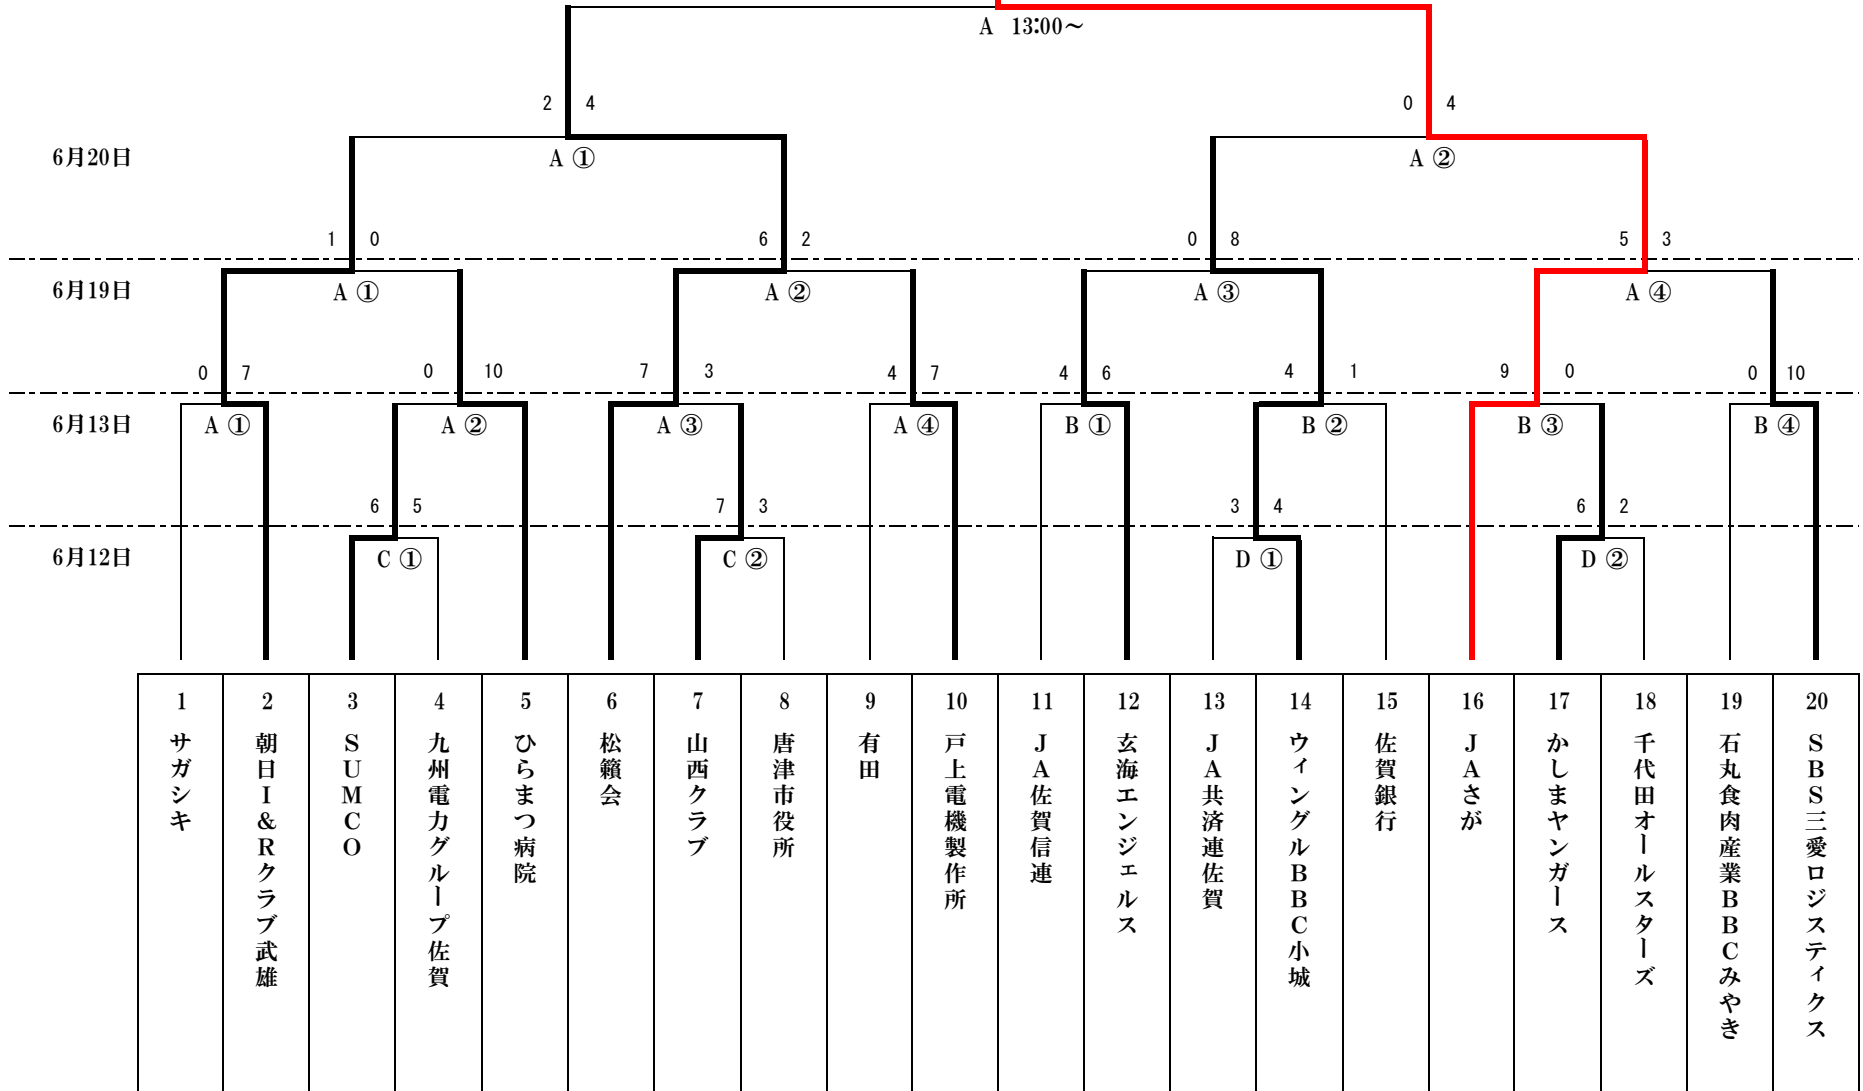 A 13:00～
2 4
0 4
6月20日
A ①
A ②
1 0
6 2
0 8
5 3
6月19日
A ①
A ②
A ③
A ④
0 7
0 10
7 3
4 7
4 6
4 1
9 0
0 10
6月13日
A ①
A ②
A ③
A ④
B ①
B ②
B ③
B ④
6 5
7 3
3 4
6 2
6月12日
C ①
C ②
D ①
D ②
1 サガシキ
2 朝日I&Rクラブ武雄
3 SUMCO
4 九州電力グループ佐賀
5 ひらまつ病院
6 松籟会
7 山西クラブ
8 唐津市役所
9 有田
10 戸上電機製作所
11 JA佐賀信連
12 玄海エンジェルス
13 JA共済連佐賀
14 ウィングルBBC小城
15 佐賀銀行
16 JAさが
17 かしまヤンガース
18 千代田オールスターズ
19 石丸食肉産業BBCみやき
20 SBS三愛ロジスティクス